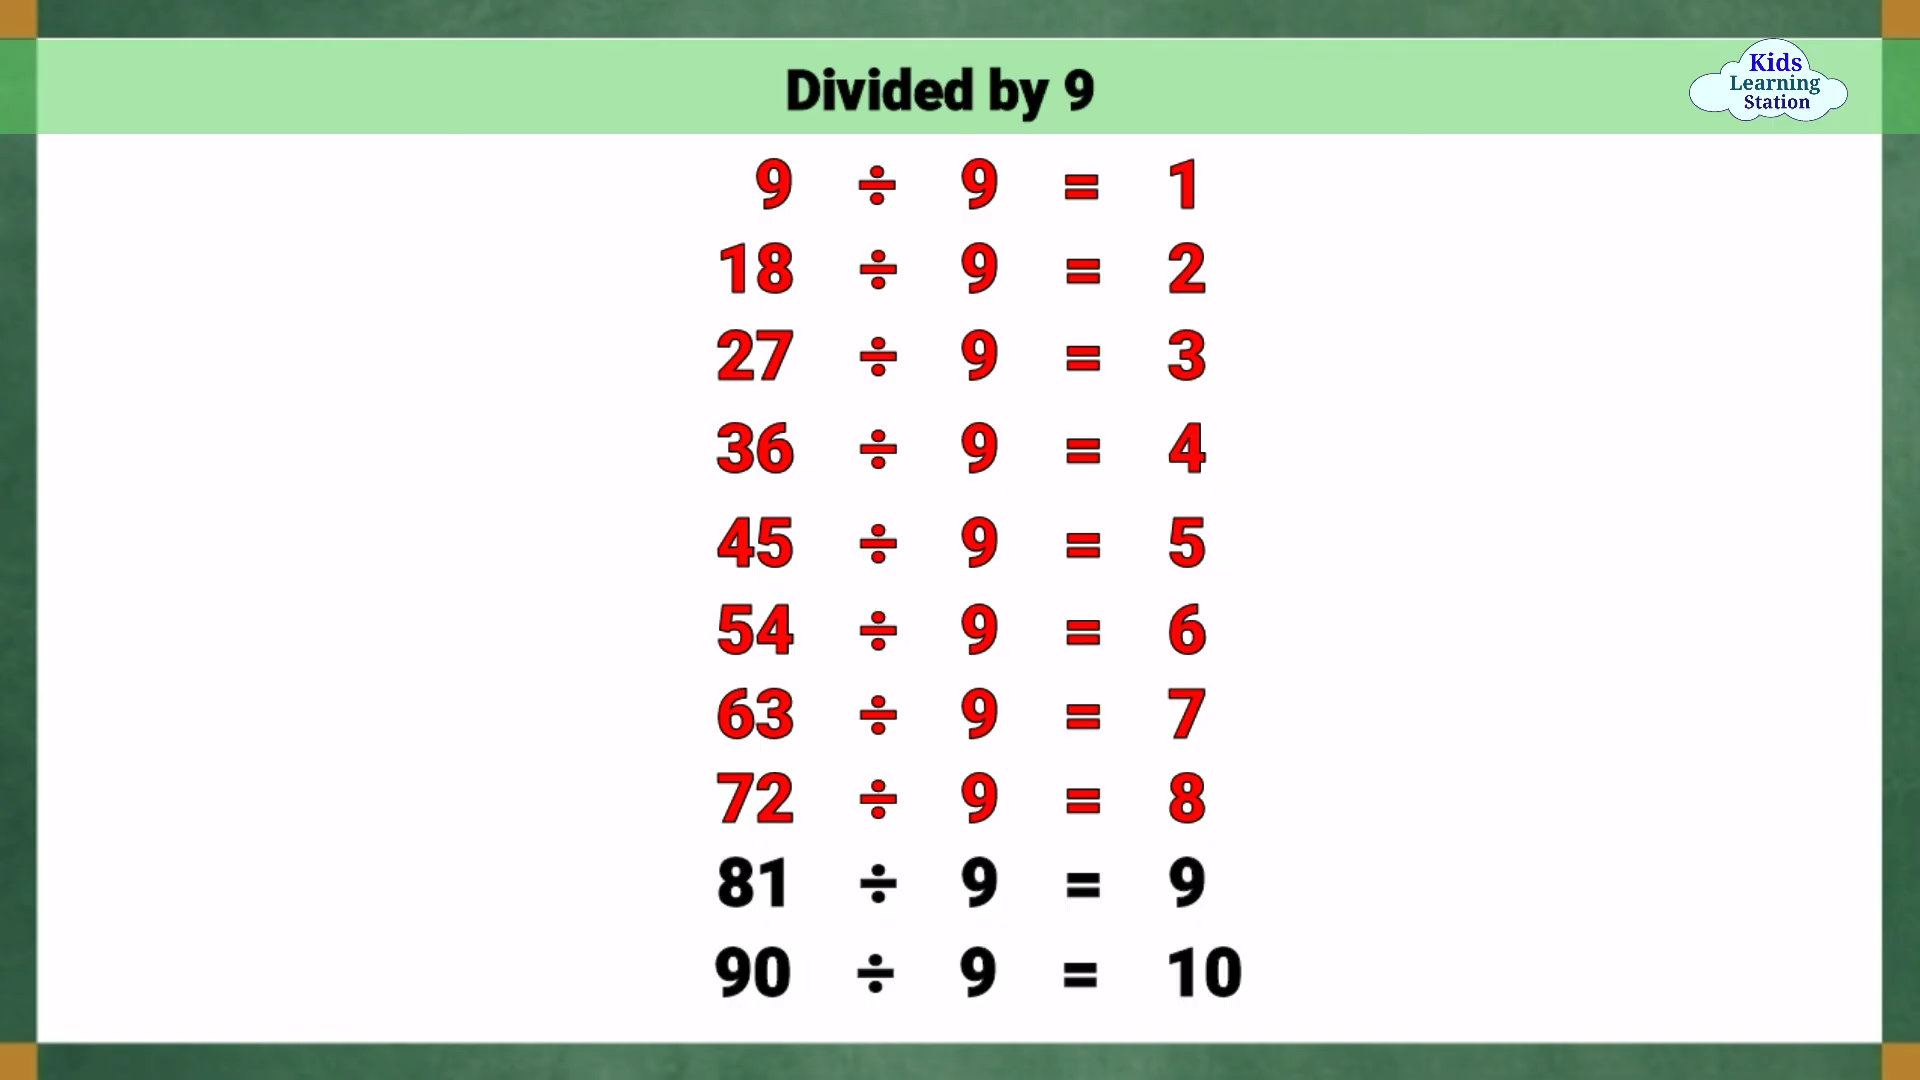 Divided by 9
Kids
Learning
Station
9 ÷ 9 = 1
18 ÷ 9 = 2
27 ÷ 9 = 3
36 ÷ 9 = 4
45 ÷ 9 = 5
54 ÷ 9 = 6
63 ÷ 9 = 7
72 ÷ 9 = 8
81 ÷ 9 = 9
90 ÷ 9 = 10